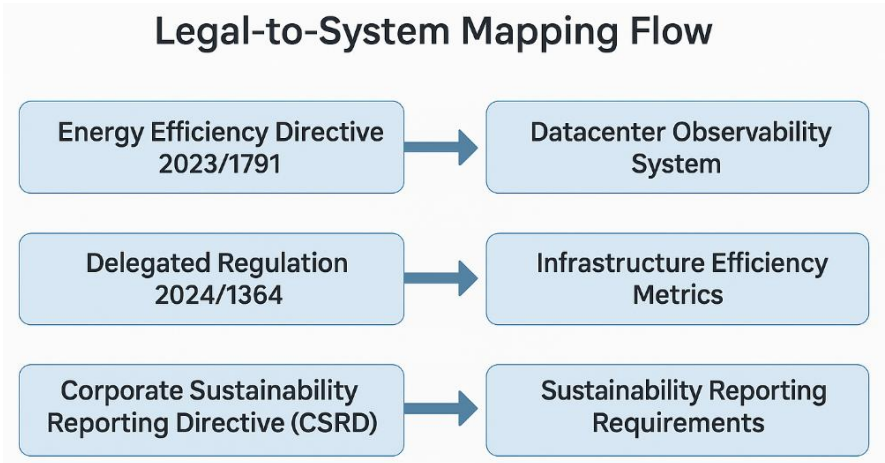 Legal-to-System Mapping Flow
Energy Efficiency Directive
2023/1791
Datacenter Observability
System
Delegated Regulation
2024/1364
Infrastructure Efficiency
Metrics
Corporate Sustainability
Reporting Directive (CSRD)
Sustainability Reporting
Requirements